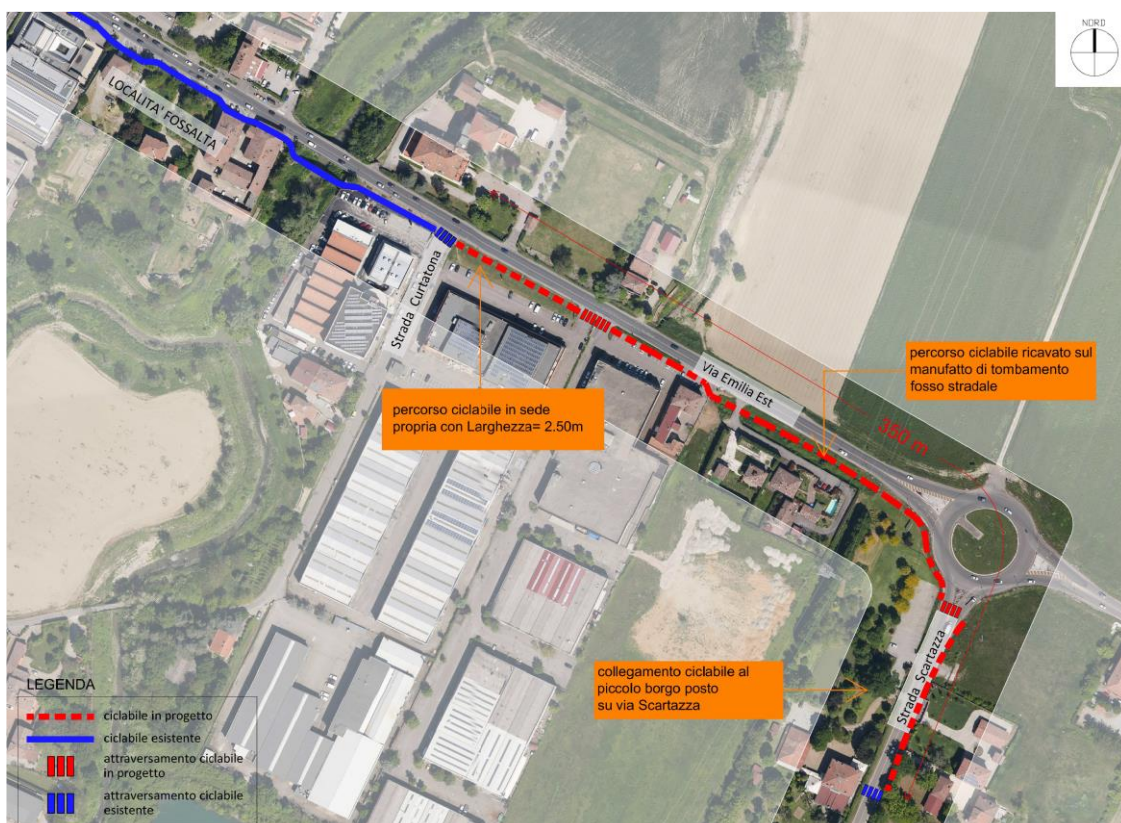 NORD
LOCALITA' FOSSALTA
Strada Curtatona
Via Emilia Est
percorso ciclabile ricavato sul
manufatto di tombamento
fosso stradale
percorso ciclabile in sede
propria con Larghezza= 2.50m
350 m
collegamento ciclabile al
piccolo borgo posto
su via Scartazza
Strada Scartazza
LEGENDA
ciclabile in progetto
ciclabile esistente
attraversamento ciclabile
in progetto
attraversamento ciclabile
esistente